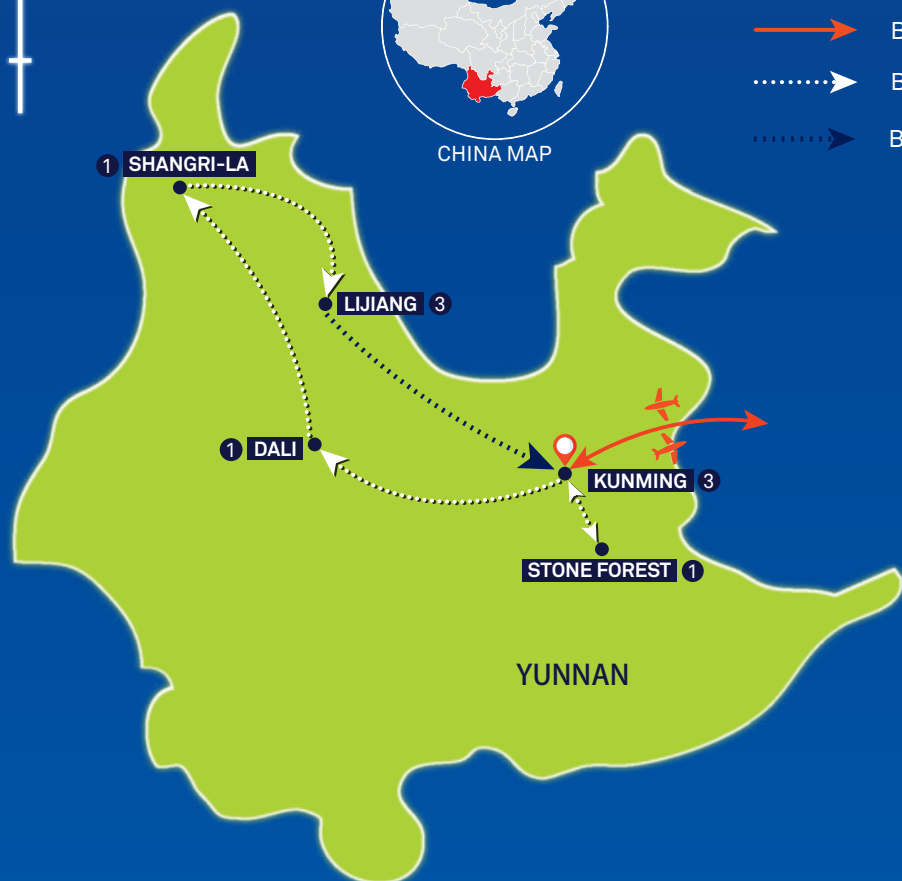 B
B
B
CHINA MAP
1 SHANGRI-LA
LIJIANG 3
1 DALI
KUNMING 3
STONE FOREST 1
YUNNAN